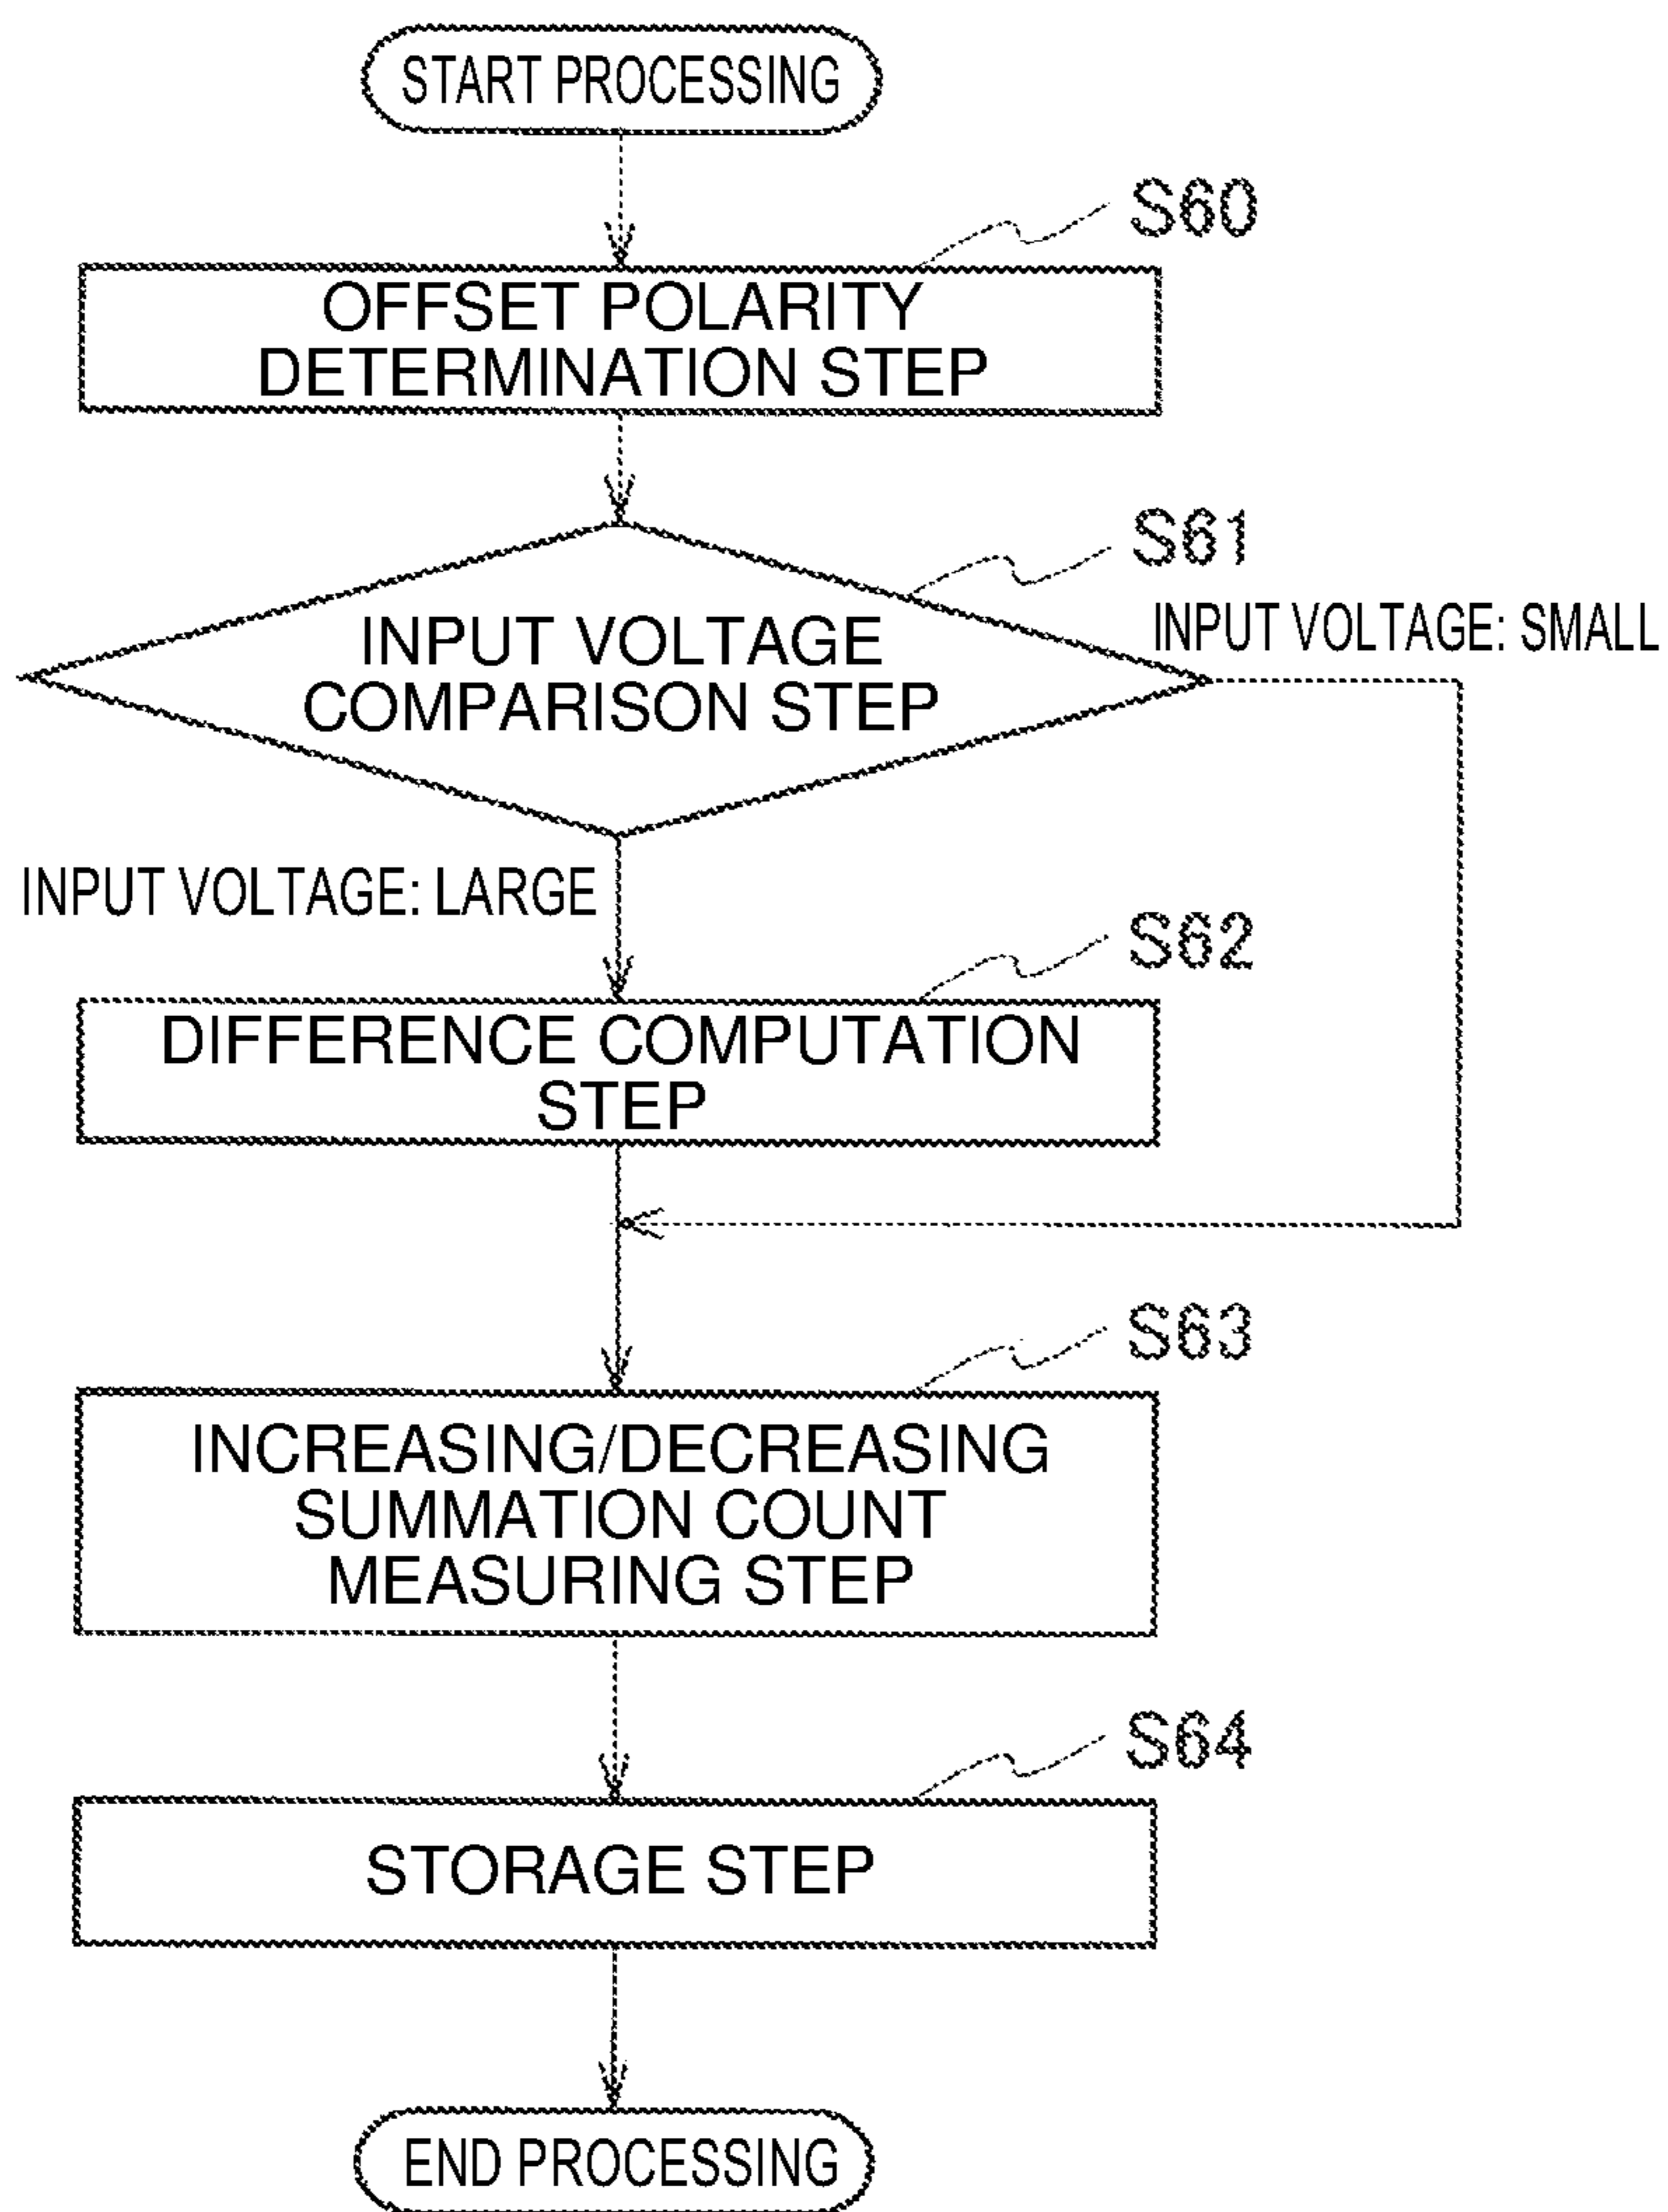 START PROCESSING
S60
OFFSET POLARITY
DETERMINATION STEP
S61
INPUT VOLTAGE: SMALL
INPUT VOLTAGE
COMPARISON STEP
INPUT VOLTAGE: LARGE
S62
DIFFERENCE COMPUTATION
STEP
S63
INCREASING/DECREASING
SUMMATION COUNT
MEASURING STEP
S64
STORAGE STEP
END PROCESSING